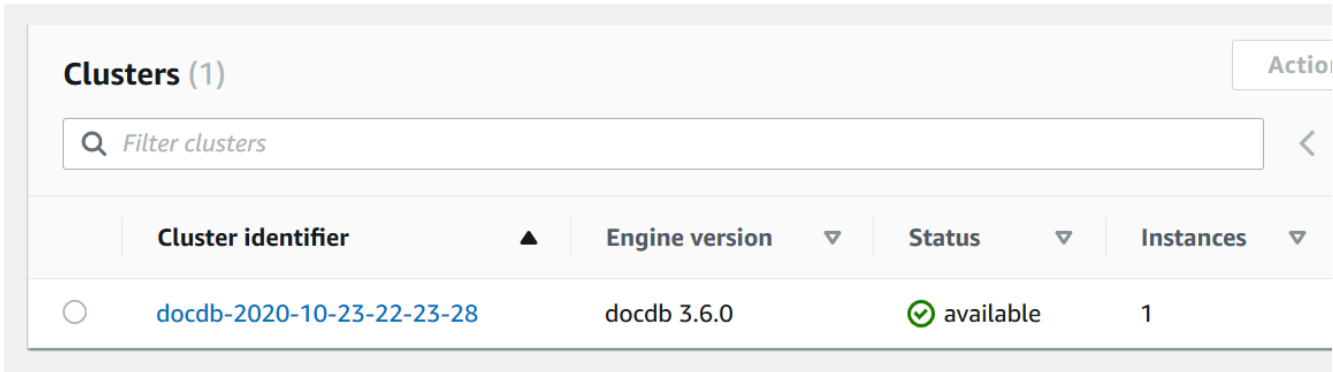 Clusters (1)
Actio
Filter clusters
Cluster identifier Engine version Status Instances
docdb-2020-10-23-22-23-28 docdb 3.6.0 available 1